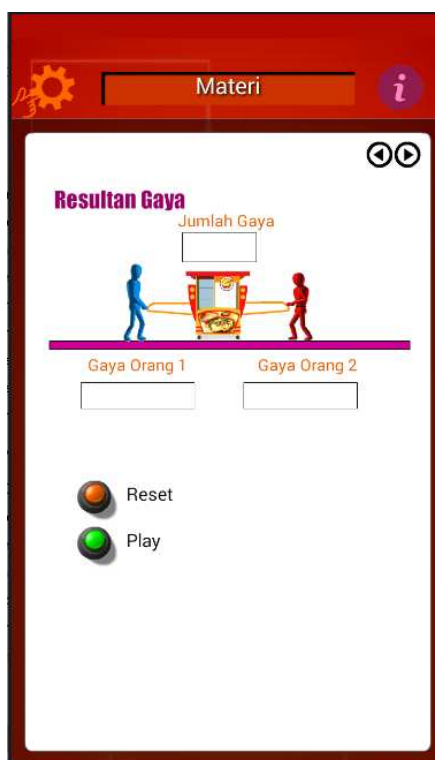 Materi
i
Resultan Gaya
Jumlah Gaya
Gaya Orang 1 Gaya Orang 2
Reset
Play